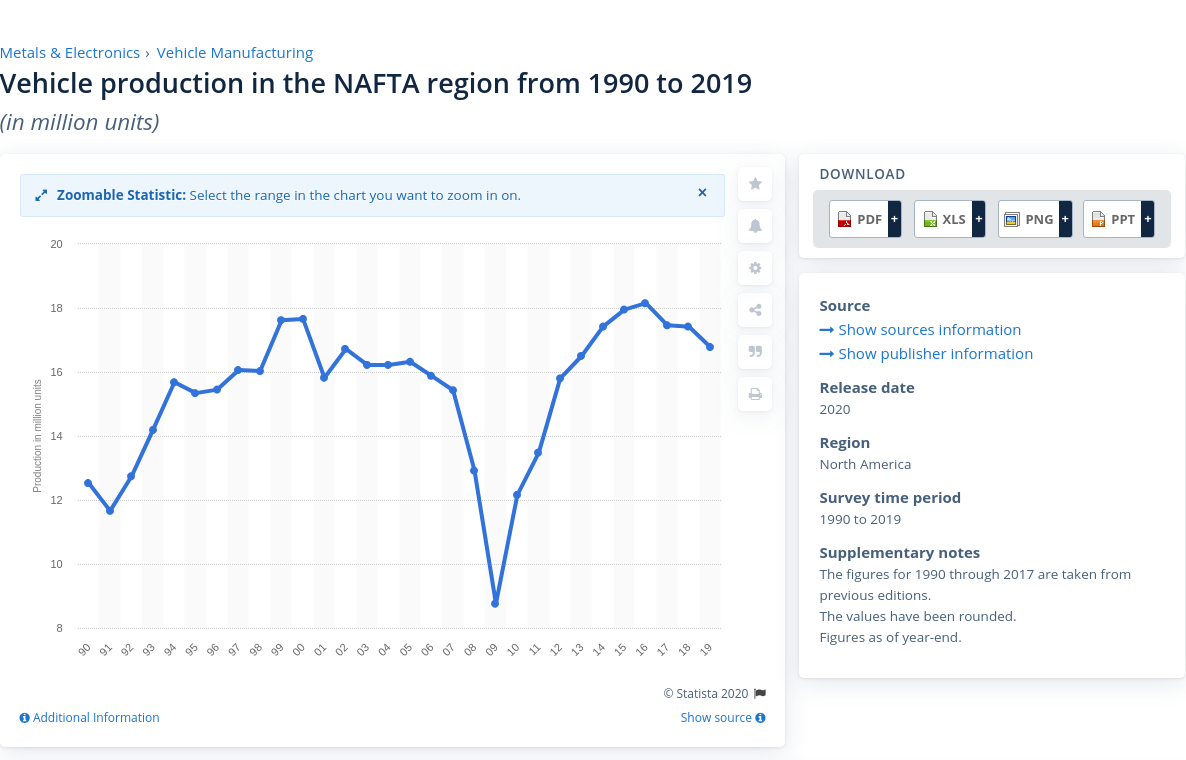 Metals & Electronics › Vehicle Manufacturing
Vehicle production in the NAFTA region from 1990 to 2019
(in million units)
Zoomable Statistic: Select the range in the chart you want to zoom in on. ×
20
18
16
14
12
10
8
Production in million units
90 91 92 93 94 95 96 97 98 99 00 01 02 03 04 05 06 07 08 09 10 11 12 13 14 15 16 17 18 19
© Statista 2020
Additional Information
Show source
DOWNLOAD
PDF + XLS + PNG + PPT +
Source
Show sources information
Show publisher information
Release date
2020
Region
North America
Survey time period
1990 to 2019
Supplementary notes
The figures for 1990 through 2017 are taken from
previous editions.
The values have been rounded.
Figures as of year-end.